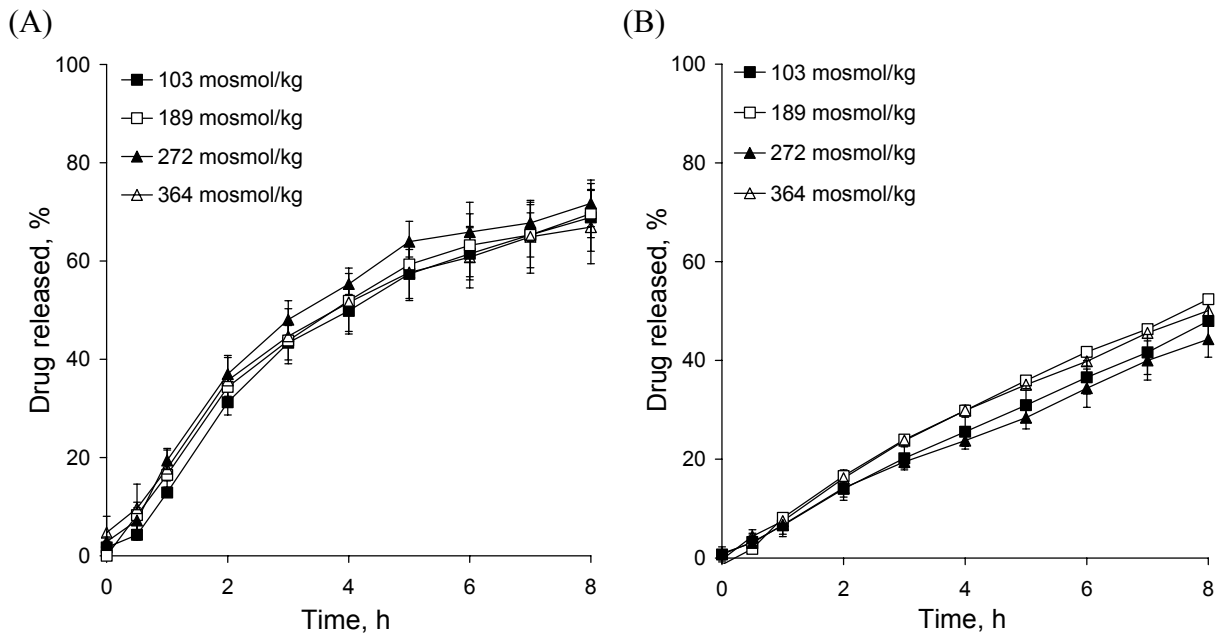 (A)
Drug released, %
100
80
60
40
20
0
103 mosmol/kg
189 mosmol/kg
272 mosmol/kg
364 mosmol/kg
0 2 4 6 8
Time, h
(B)
Drug released, %
100
80
60
40
20
0
103 mosmol/kg
189 mosmol/kg
272 mosmol/kg
364 mosmol/kg
0 2 4 6 8
Time, h